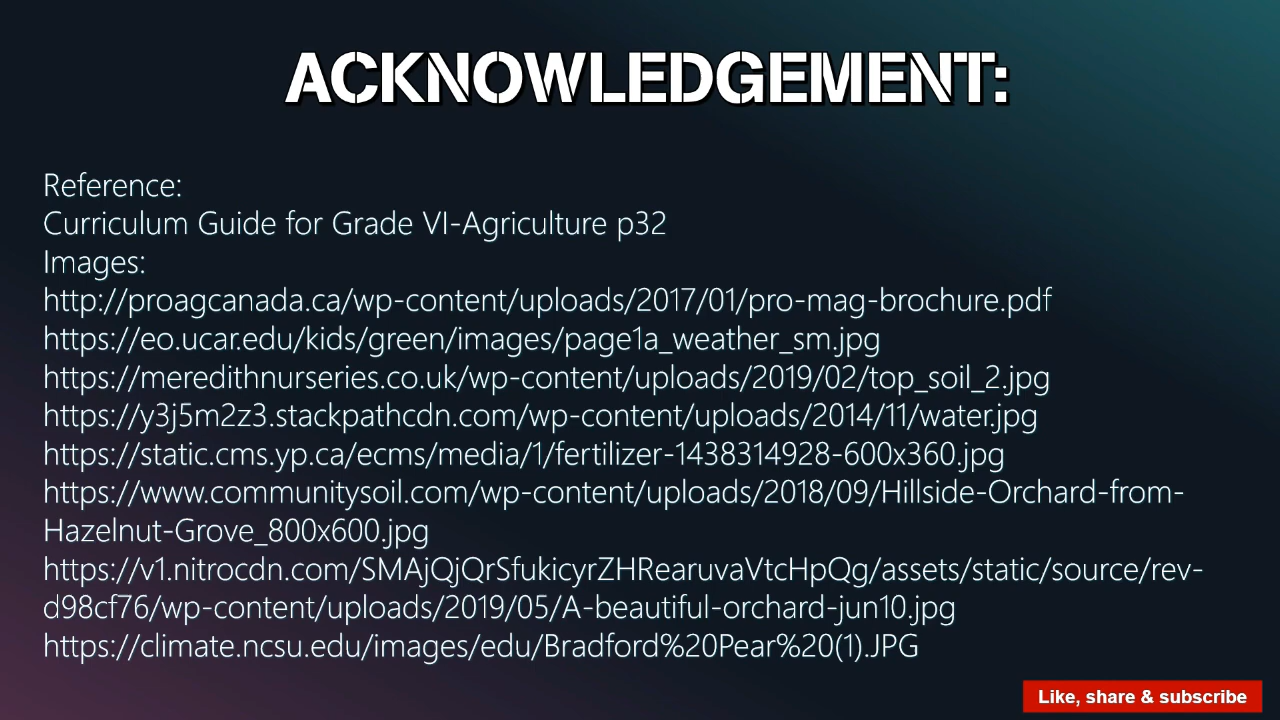 ACKNOWLEDGEMENT:
Reference:
Curriculum Guide for Grade VI-Agriculture p32
Images:
http://proagcanada.ca/wp-content/uploads/2017/01/pro-mag-brochure.pdf
https://eo.ucar.edu/kids/green/images/page1a_weather_sm.jpg
https://meredithnurseries.co.uk/wp-content/uploads/2019/02/top_soil_2.jpg
https://y3j5m2z3.stackpathcdn.com/wp-content/uploads/2014/11/water.jpg
https://static.cms.yp.ca/ecms/media/1/fertilizer-1438314928-600x360.jpg
https://www.communitysoil.com/wp-content/uploads/2018/09/Hillside-Orchard-from-
Hazelnut-Grove_800x600.jpg
https://v1.nitrocdn.com/SMAjQjQrSfukicyrZHRearuvaVtcHpQg/assets/static/source/rev-
d98cf76/wp-content/uploads/2019/05/A-beautiful-orchard-jun10.jpg
https://climate.ncsu.edu/images/edu/Bradford%20Pear%20(1).JPG
Like, share & subscribe